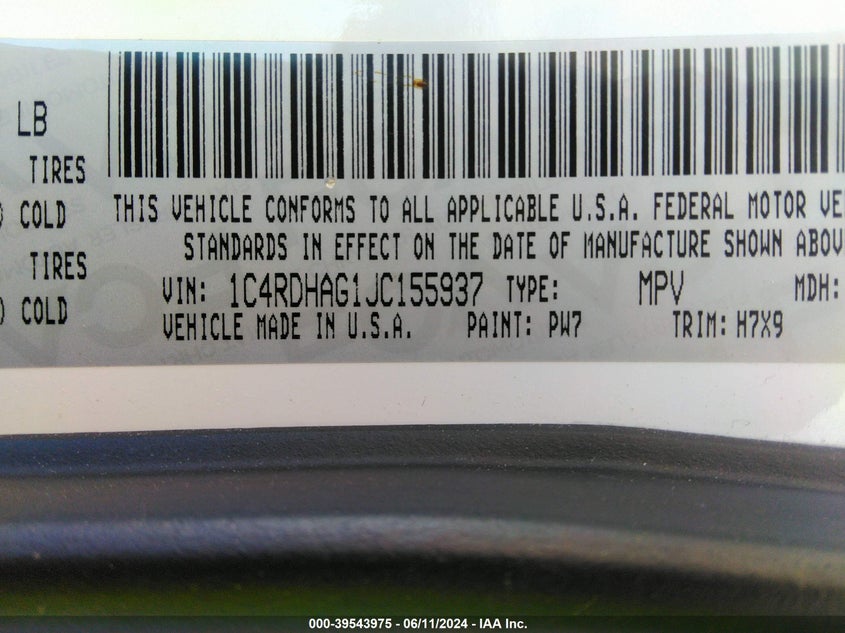 LB
TIRES
COLD
TIRES
COLD
THIS VEHICLE CONFORMS TO ALL APPLICABLE U.S.A. FEDERAL MOTOR VE
STANDARDS IN EFFECT ON THE DATE OF MANUFACTURE SHOWN ABOV
VIN: 1C4RDHAG1JC155937 TYPE: MPV MDH:
VEHICLE MADE IN U.S.A. PAINT: PW7 TRIM: H7X9
000-39543975 - 06/11/2024 - IAA Inc.